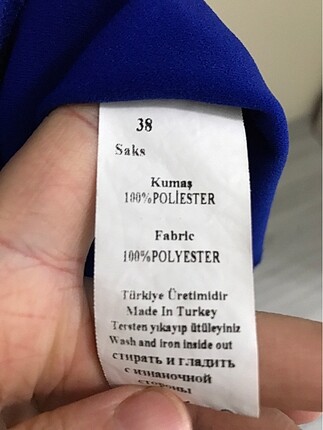 38
Saks
Kumaş
100%POLİESTER
Fabric
100%POLYESTER
Türkiye Üretimidir
Made In Turkey
Tersten yıkayıp ütüleyiniz
Wash and iron inside out
стирать и гладить
с изнаночной
стороны